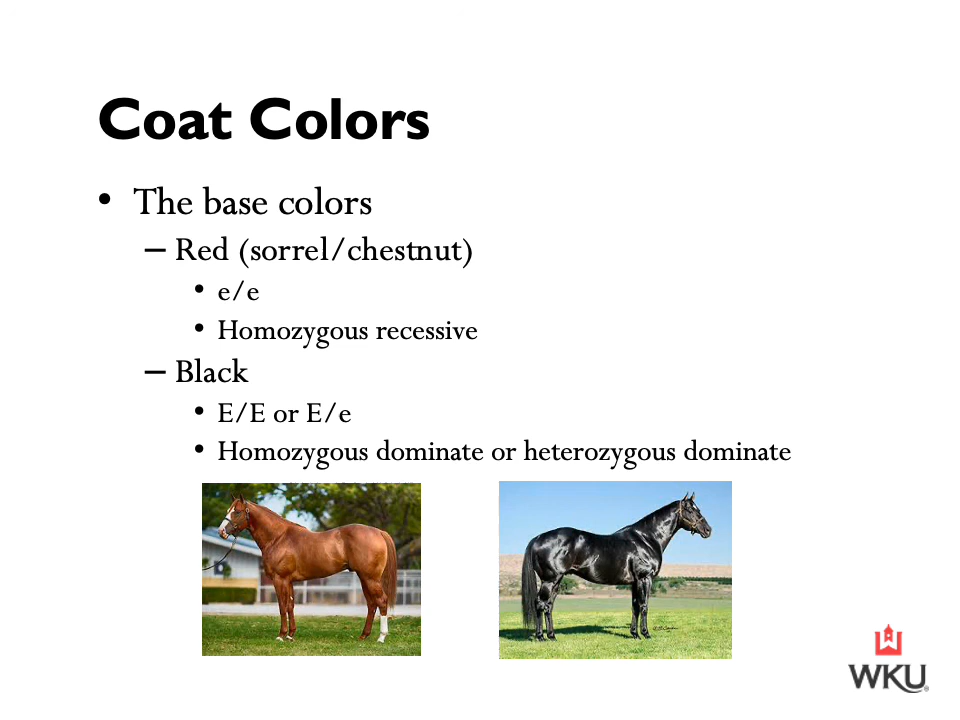 Coat Colors
• The base colors
– Red (sorrel/chestnut)
• e/e
• Homozygous recessive
– Black
• E/E or E/e
• Homozygous dominate or heterozygous dominate
WKU®